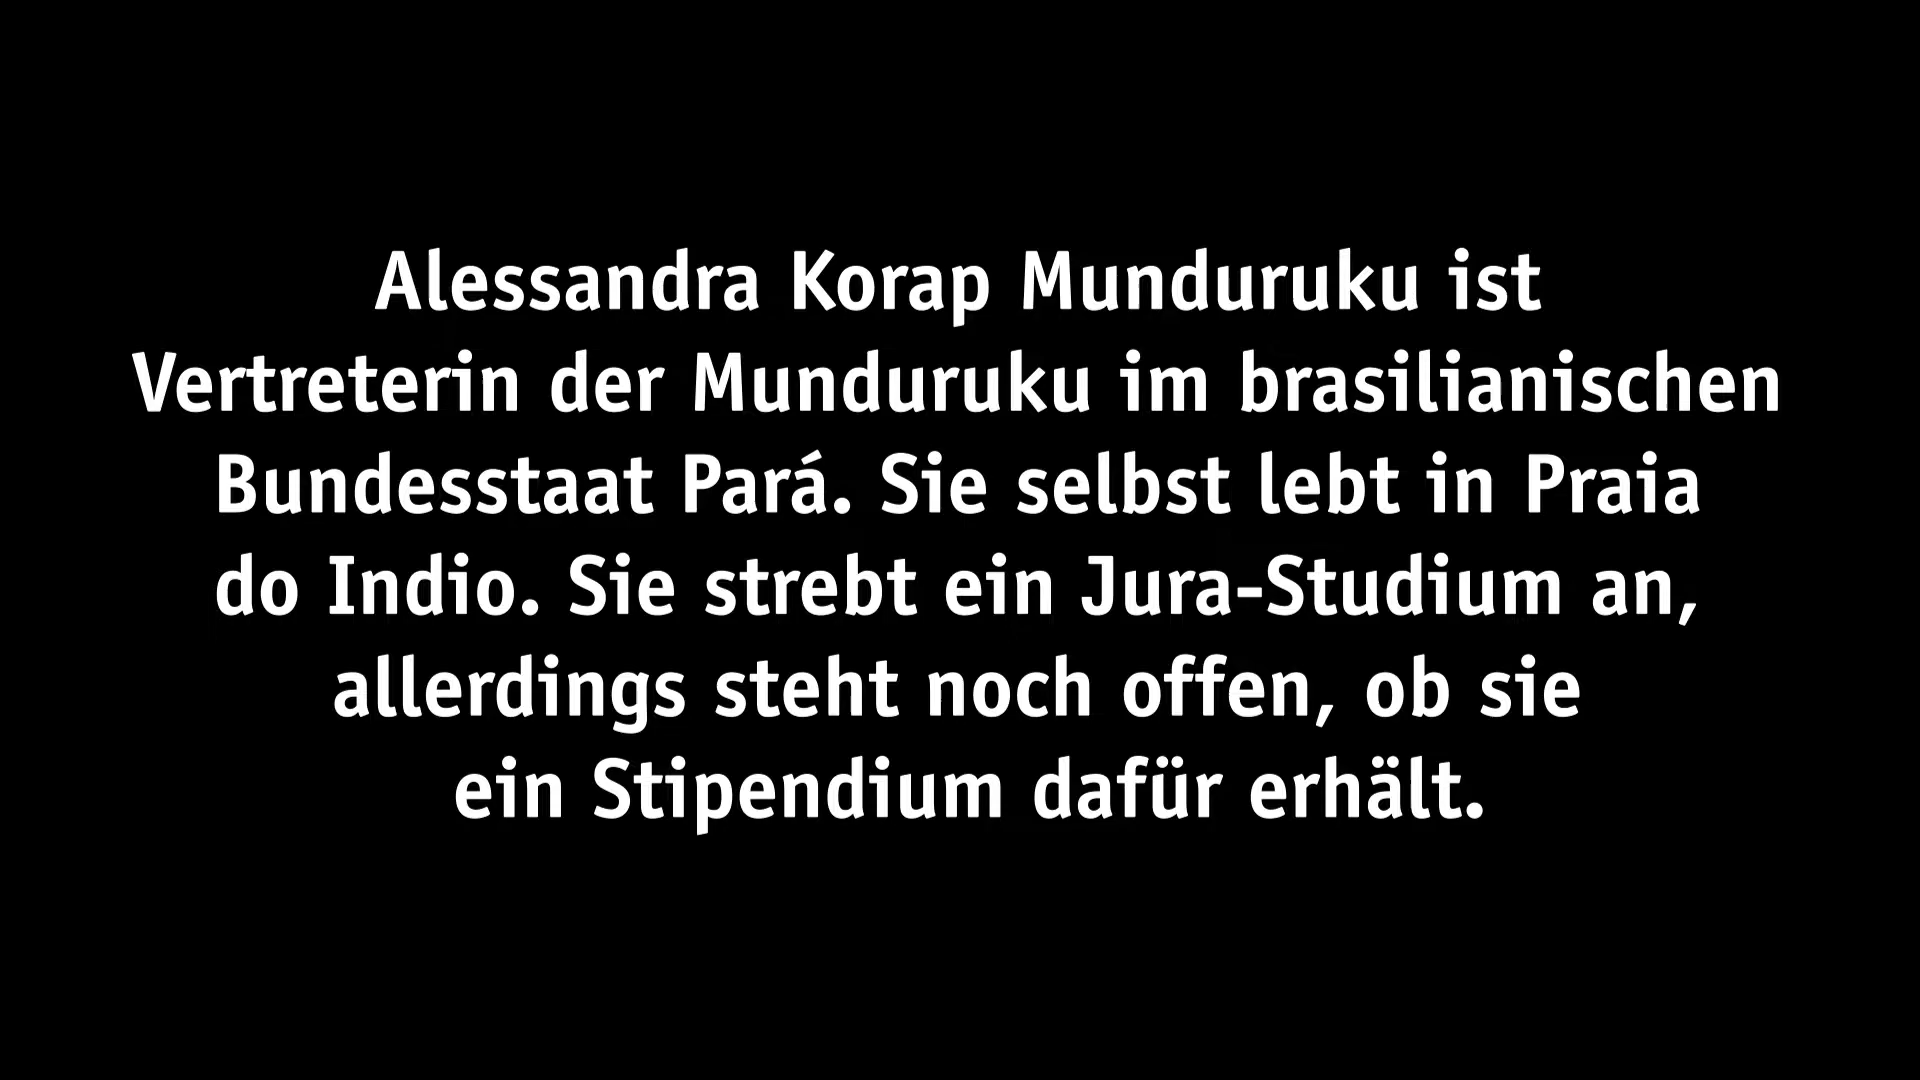 Alessandra Korap Munduruku ist
Vertreterin der Munduruku im brasilianischen
Bundesstaat Pará. Sie selbst lebt in Praia
do Indio. Sie strebt ein Jura-Studium an,
allerdings steht noch offen, ob sie
ein Stipendium dafür erhält.